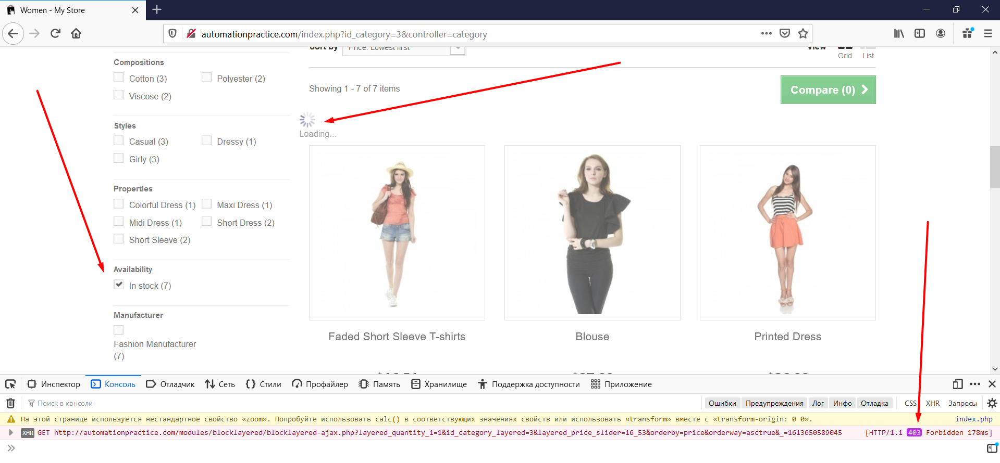 Women - My Store
automationpractice.com/index.php?id_category=3&controller=category
Sort by Price: Lowest first
View
Grid List
Compositions
Cotton (3) Polyester (2)
Viscose (2)
Styles
Casual (3) Dressy (1)
Girly (3)
Properties
Colorful Dress (1) Maxi Dress (1)
Midi Dress (1) Short Dress (2)
Short Sleeve (2)
Availability
In stock (7)
Manufacturer
Fashion Manufacturer
(7)
Showing 1 - 7 of 7 items
Compare (0)
Loading...
Faded Short Sleeve T-shirts
Blouse
Printed Dress
Инспектор Консоль Отладчик Сеть Стили Профайлер Память Хранилище Поддержка доступности Приложение
Поиск в консоли
Ошибки Предупреждения Лог Инфо Отладка CSS XHR Запросы
На этой странице используется нестандартное свойство «zoom». Попробуйте использовать calc() в соответствующих значениях свойств или использовать «transform» вместе с «transform-origin: 0 0». index.php
XHR GET http://automationpractice.com/modules/blocklayered/blocklayered-ajax.php?layered_quantity_1=1&id_category_layered=3&layered_price_slider=16_53&orderby=price&orderway=asctrue&_=1613650589045 [HTTP/1.1 403 Forbidden 178ms]